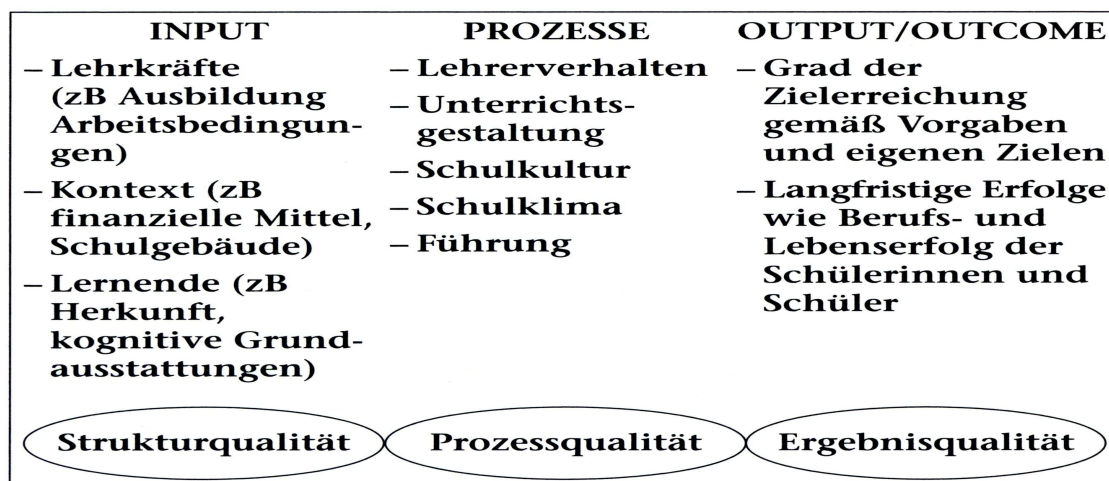 INPUT
– Lehrkräfte
(zB Ausbildung
Arbeitsbedingun-
gen)
– Kontext (zB
finanzielle Mittel,
Schulgebäude)
– Lernende (zB
Herkunft,
kognitive Grund-
ausstattungen)
Strukturqualität
PROZESSE
– Lehrerverhalten
– Unterrichts-
gestaltung
– Schulkultur
– Schulklima
– Führung
Prozessqualität
OUTPUT/OUTCOME
– Grad der
Zielerreichung
gemäß Vorgaben
und eigenen Zielen
– Langfristige Erfolge
wie Berufs- und
Lebenserfolg der
Schülerinnen und
Schüler
Ergebnisqualität